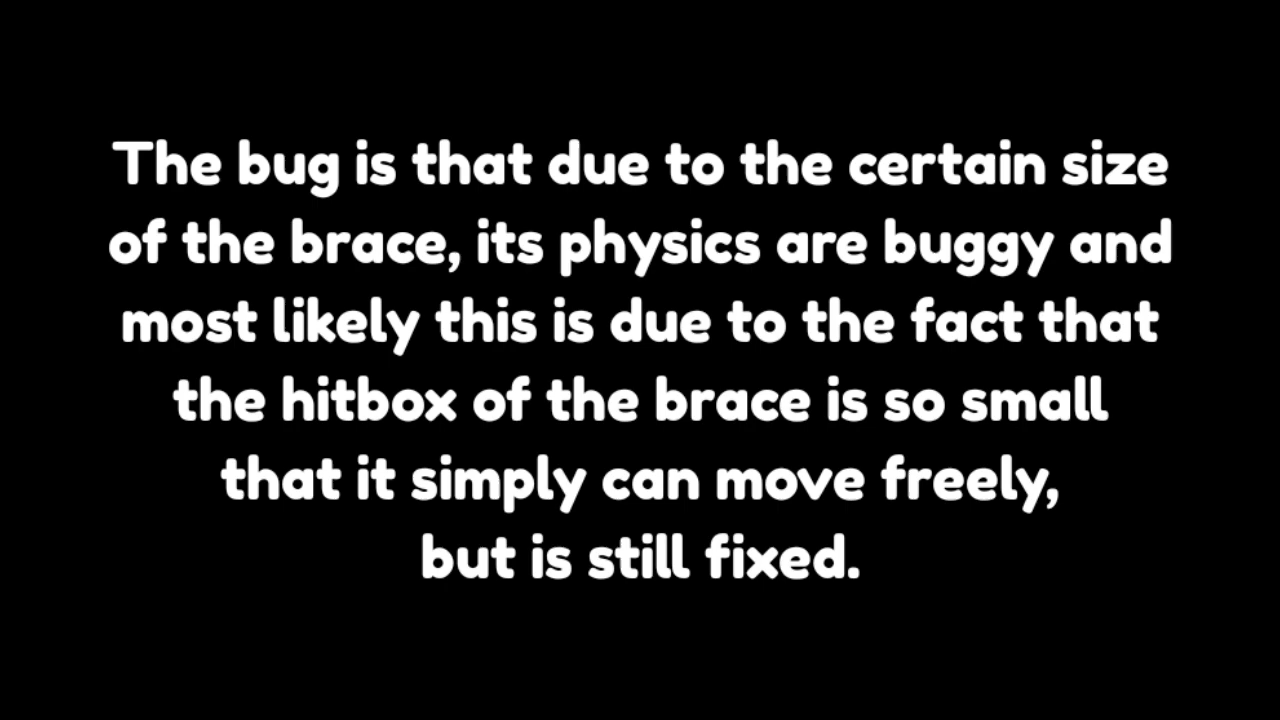 The bug is that due to the certain size
of the brace, its physics are buggy and
most likely this is due to the fact that
the hitbox of the brace is so small
that it simply can move freely,
but is still fixed.